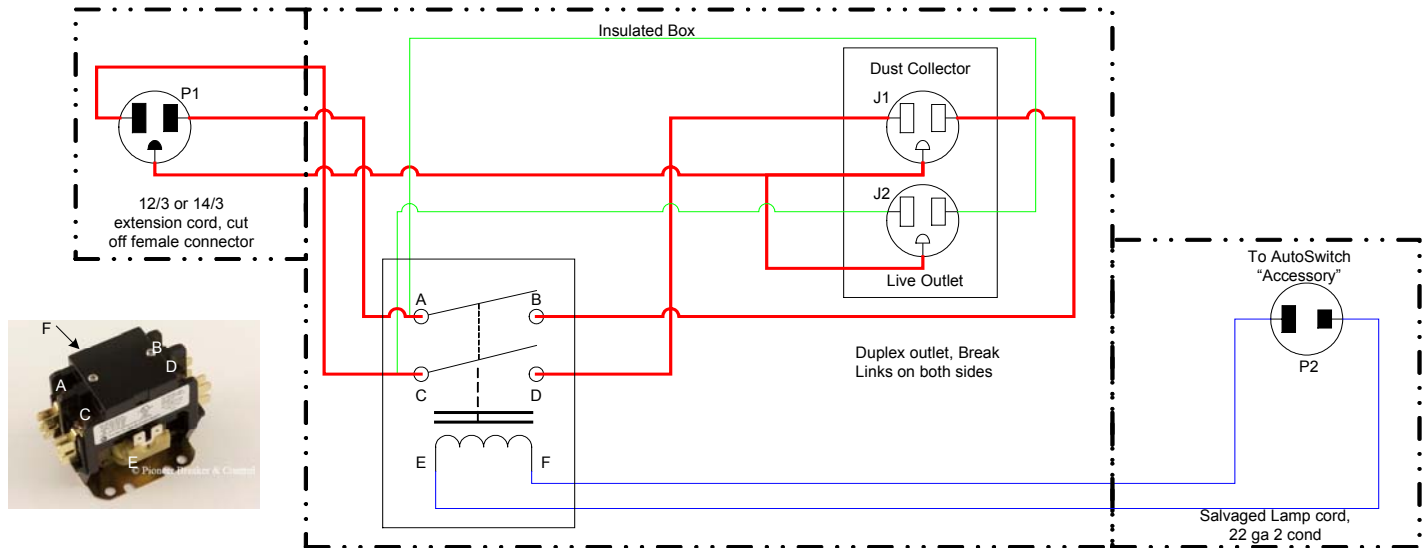 Insulated Box
P1
12/3 or 14/3
extension cord, cut
off female connector
Dust Collector
J1
J2
Live Outlet
A
B
C
D
E
F
Duplex outlet, Break
Links on both sides
To AutoSwitch
“Accessory”
P2
Salvaged Lamp cord,
22 ga 2 cond
F
B
D
A
C
E
© Pioneer Breaker & Control